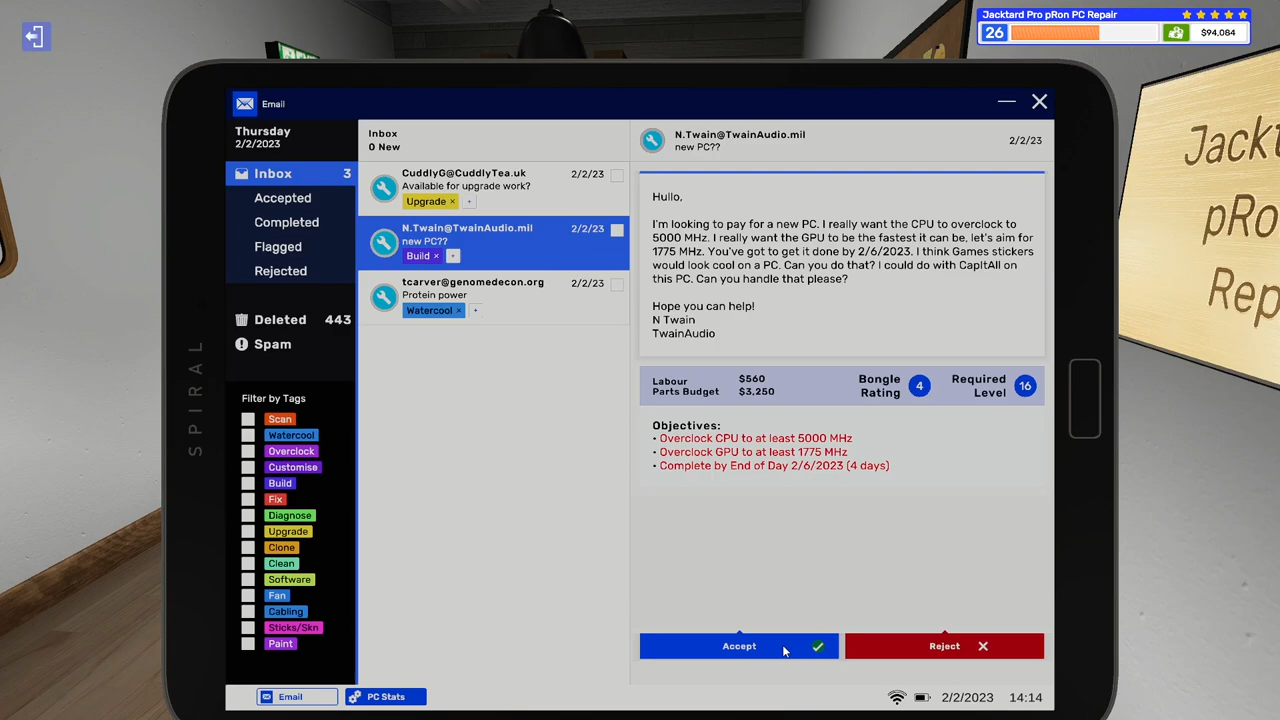 Jacktard Pro pRon PC Repair
26
$94,084
Email
Thursday
2/2/2023
Inbox 3
Accepted
Completed
Flagged
Rejected
Deleted 443
Spam
Filter by Tags
Scan
Watercool
Overclock
Customise
Build
Fix
Diagnose
Upgrade
Clone
Clean
Software
Fan
Cabling
Sticks/Skn
Paint
Inbox
0 New
CuddlyG@CuddlyTea.uk 2/2/23
Available for upgrade work?
Upgrade × +
N.Twain@TwainAudio.mil 2/2/23
new PC??
Build × +
tcarver@genomedecon.org 2/2/23
Protein power
Watercool × +
N.Twain@TwainAudio.mil 2/2/23
new PC??
Hullo,
I'm looking to pay for a new PC. I really want the CPU to overclock to
5000 MHz. I really want the GPU to be the fastest it can be, let's aim for
1775 MHz. You've got to get it done by 2/6/2023. I think Games stickers
would look cool on a PC. Can you do that? I could do with CapItAll on
this PC. Can you handle that please?
Hope you can help!
N Twain
TwainAudio
Labour $560
Parts Budget $3,250
Bongle Rating 4
Required Level 16
Objectives:
• Overclock CPU to at least 5000 MHz
• Overclock GPU to at least 1775 MHz
• Complete by End of Day 2/6/2023 (4 days)
Accept
Reject
Email
PC Stats
2/2/2023 14:14
SPIRAL
Jackt
pRo
Rep